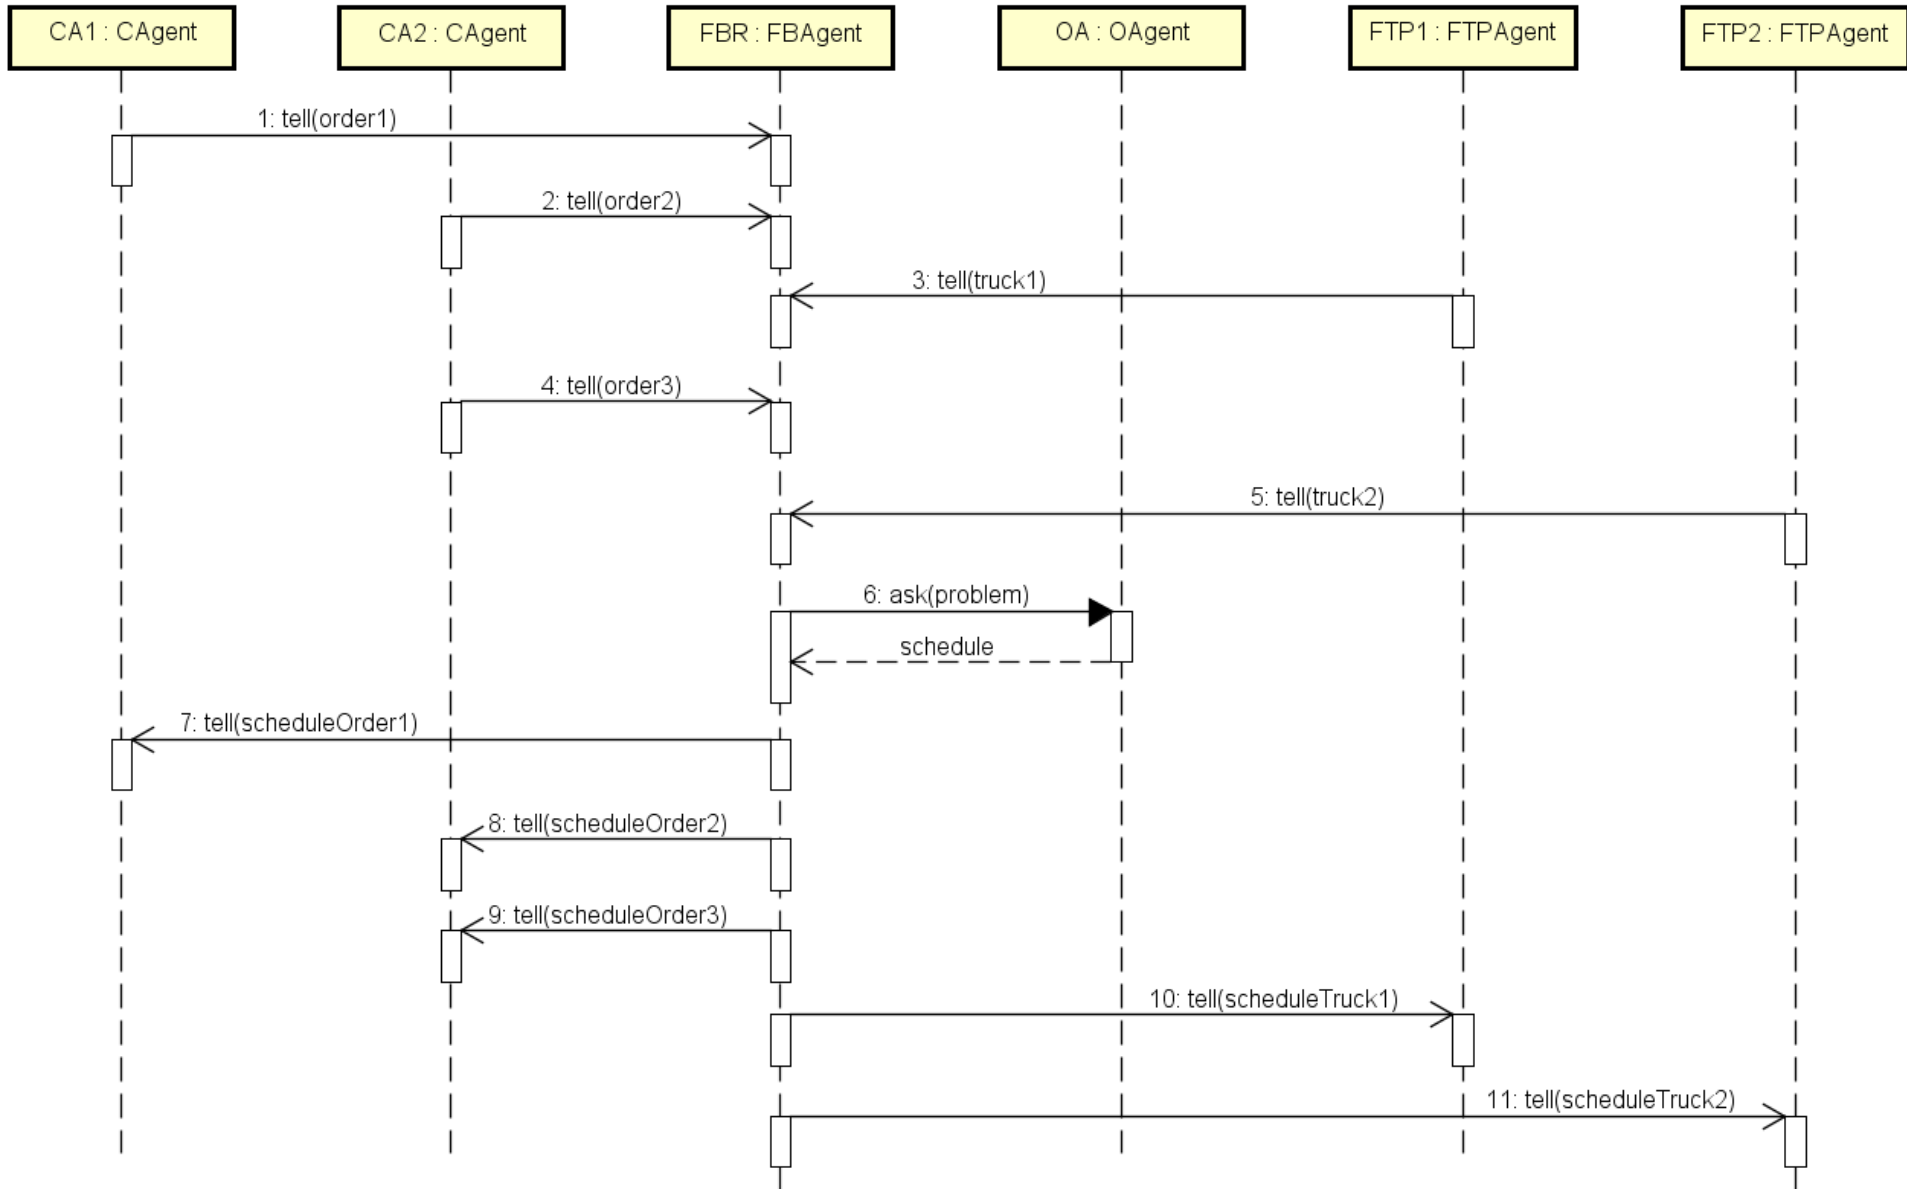 CA1 : CAgent
CA2 : CAgent
FBR : FBAgent
OA : OAgent
FTP1 : FTPAgent
FTP2 : FTPAgent
1: tell(order1)
2: tell(order2)
3: tell(truck1)
4: tell(order3)
5: tell(truck2)
6: ask(problem)
schedule
7: tell(scheduleOrder1)
8: tell(scheduleOrder2)
9: tell(scheduleOrder3)
10: tell(scheduleTruck1)
11: tell(scheduleTruck2)